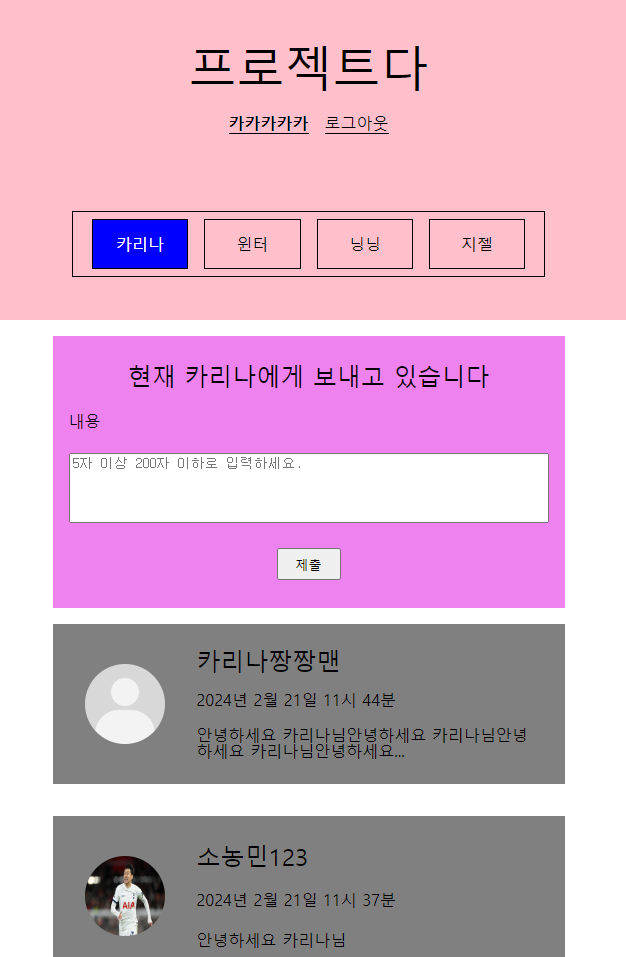 프로젝트다
카카카카카 로그아웃
카리나 윈터 닝닝 지젤
현재 카리나에게 보내고 있습니다
내용
5자 이상 200자 이하로 입력하세요.
제출
카리나짱짱맨
2024년 2월 21일 11시 44분
안녕하세요 카리나님안녕하세요 카리나님안녕
하세요 카리나님안녕하세요...
소농민123
2024년 2월 21일 11시 37분
AIA
안녕하세요 카리나님